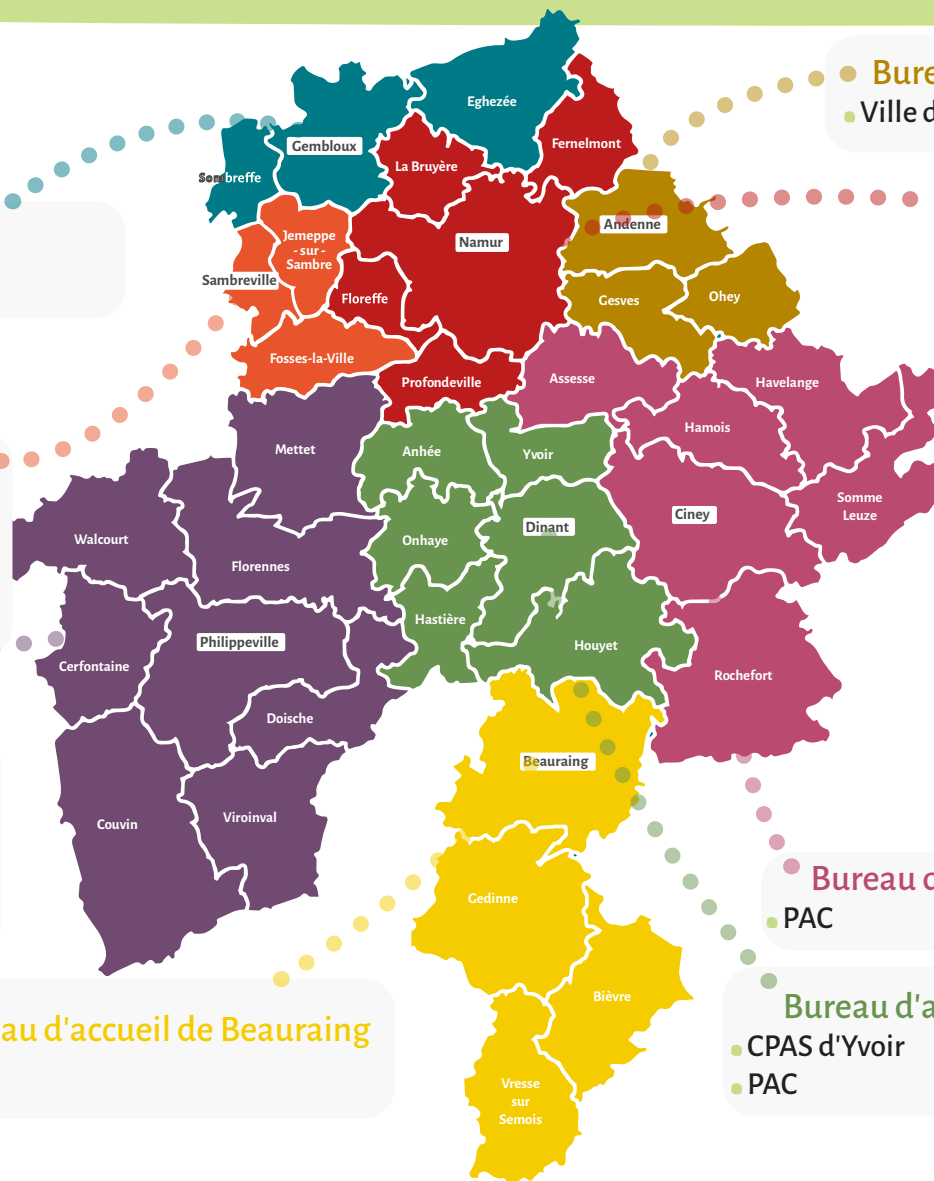 Eghezée
Bure
Ville d
Gembloux
Fernelmont
La Bruyère
Sombreffe
Andenne
Jemeppe
- sur -
Sambre
Namur
Sambreville
Floreffe
Gesves
Ohey
Fosses-la-Ville
Assesse
Profondeville
Havelange
Hamois
Mettet
Anhée
Yvoir
Somme
Leuze
Ciney
Dinant
Walcourt
Onhaye
Florennes
Hastière
Philippeville
Houyet
Cerfontaine
Rochefort
Doische
Beauraing
Viroinval
Couvin
Bureau d
PAC
Gedinne
Bièvre
Bureau d'a
CPAS d'Yvoir
PAC
au d'accueil de Beauraing
Vresse
sur
Semois